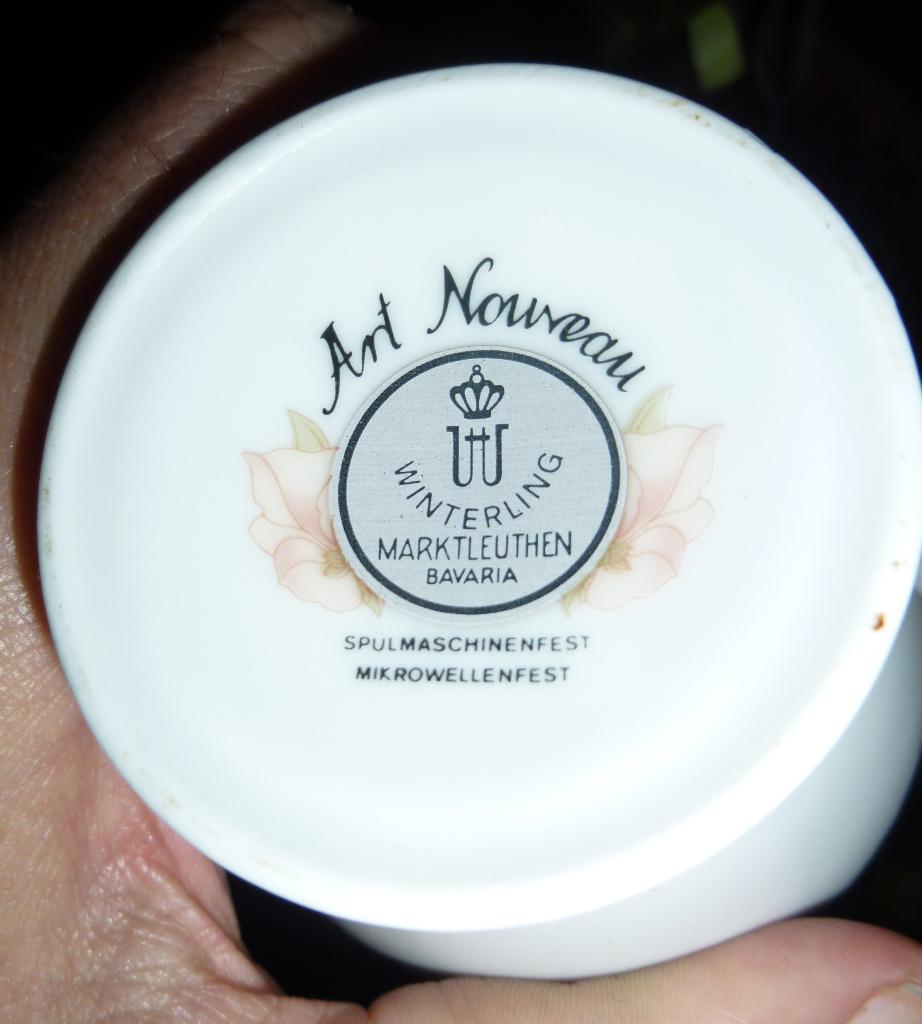 Art Nouveau
WINTERLING
MARKTLEUTHEN
BAVARIA
SPULMASCHINENFEST
MIKROWELLENFEST